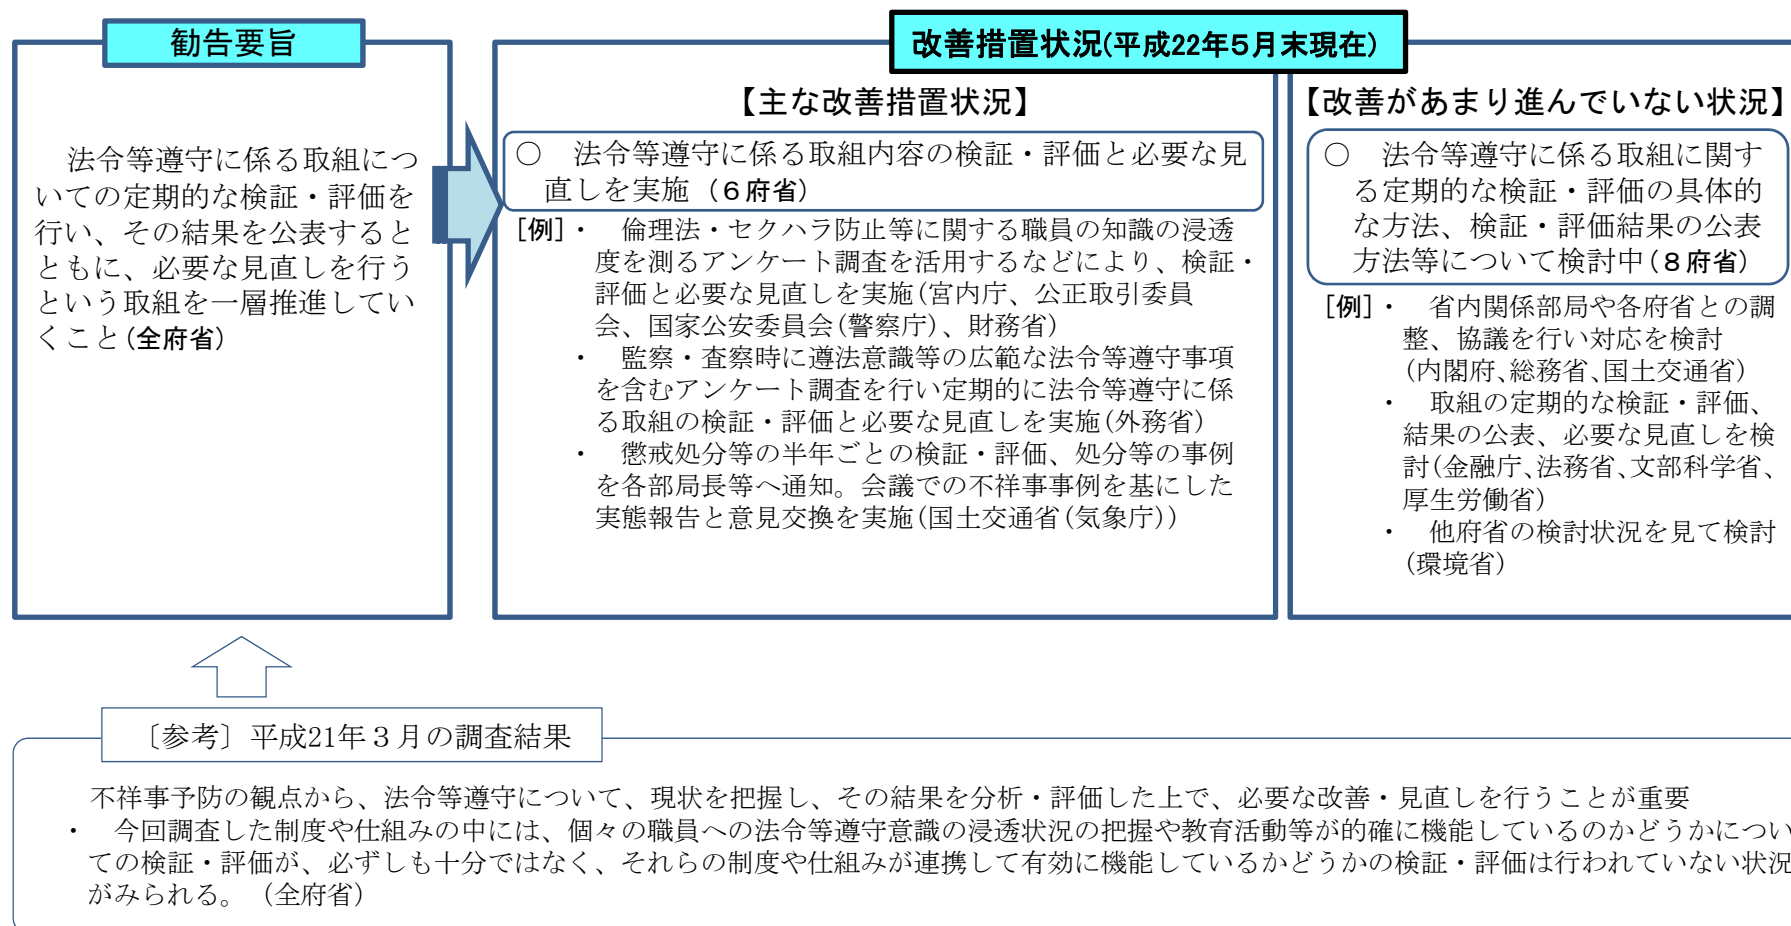 勧告要旨
法令等遵守に係る取組につ
いての定期的な検証・評価を
行い、その結果を公表すると
ともに、必要な見直しを行う
という取組を一層推進してい
くこと(全府省)
改善措置状況(平成22年5月末現在)
【主な改善措置状況】
○ 法令等遵守に係る取組内容の検証・評価と必要な見
直しを実施 (6府省)
[例]・ 倫理法・セクハラ防止等に関する職員の知識の浸透
度を測るアンケート調査を活用するなどにより、検証・
評価と必要な見直しを実施(宮内庁、公正取引委員
会、国家公安委員会(警察庁)、財務省)
・ 監察・査察時に遵法意識等の広範な法令等遵守事項
を含むアンケート調査を行い定期的に法令等遵守に係
る取組の検証・評価と必要な見直しを実施(外務省)
・ 懲戒処分等の半年ごとの検証・評価、処分等の事例
を各部局長等へ通知。会議での不祥事事例を基にした
実態報告と意見交換を実施(国土交通省(気象庁))
【改善があまり進んでいない状況】
○ 法令等遵守に係る取組に関す
る定期的な検証・評価の具体的
な方法、検証・評価結果の公表
方法等について検討中(8府省)
[例]・ 省内関係部局や各府省との調
整、協議を行い対応を検討
(内閣府、総務省、国土交通省)
・ 取組の定期的な検証・評価、
結果の公表、必要な見直しを検
討(金融庁、法務省、文部科学省、
厚生労働省)
・ 他府省の検討状況を見て検討
(環境省)
〔参考〕平成21年3月の調査結果
不祥事予防の観点から、法令等遵守について、現状を把握し、その結果を分析・評価した上で、必要な改善・見直しを行うことが重要
・ 今回調査した制度や仕組みの中には、個々の職員への法令等遵守意識の浸透状況の把握や教育活動等が的確に機能しているのかどうかについ
ての検証・評価が、必ずしも十分ではなく、それらの制度や仕組みが連携して有効に機能しているかどうかの検証・評価は行われていない状況
がみられる。 (全府省)